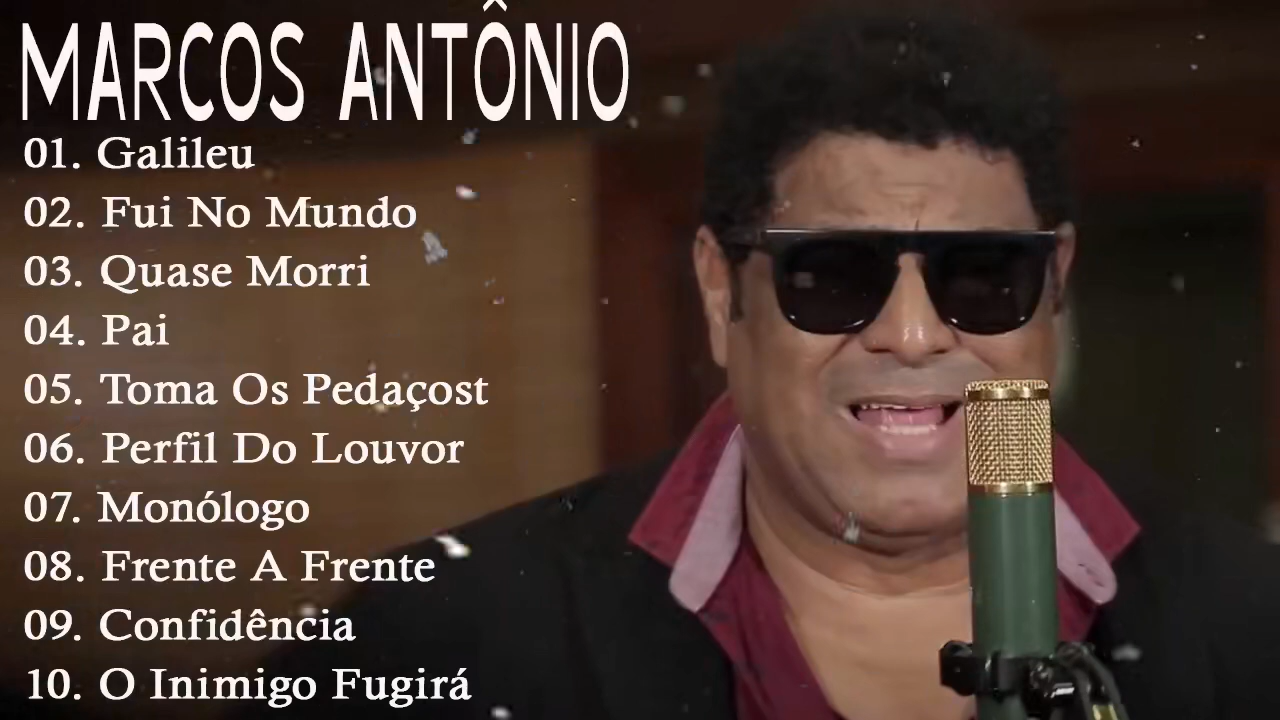 MARCOS ANTÔNIO
01. Galileu
02. Fui No Mundo
03. Quase Morri
04. Pai
05. Toma Os Pedaçost
06. Perfil Do Louvor
07. Monólogo
08. Frente A Frente
09. Confidência
10. O Inimigo Fugirá